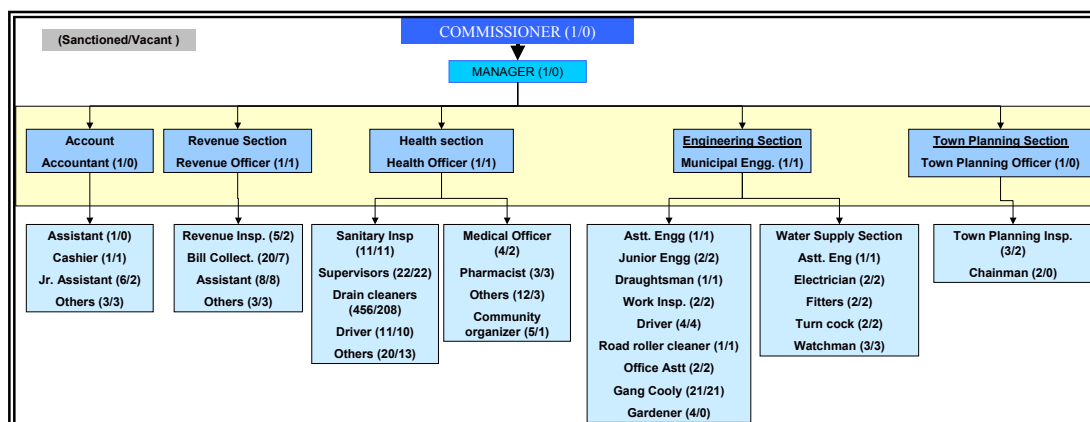 COMMISSIONER (1/0)
(Sanctioned/Vacant )
MANAGER (1/0)
Account
Accountant (1/0)
Revenue Section
Revenue Officer (1/1)
Health section
Health Officer (1/1)
Engineering Section
Municipal Engg. (1/1)
Town Planning Section
Town Planning Officer (1/0)
Assistant (1/0)
Cashier (1/1)
Jr. Assistant (6/2)
Others (3/3)
Revenue Insp. (5/2)
Bill Collect. (20/7)
Assistant (8/8)
Others (3/3)
Sanitary Insp
(11/11)
Supervisors (22/22)
Drain cleaners
(456/208)
Driver (11/10)
Others (20/13)
Medical Officer
(4/2)
Pharmacist (3/3)
Others (12/3)
Community
organizer (5/1)
Astt. Engg (1/1)
Junior Engg (2/2)
Draughtsman (1/1)
Work Insp. (2/2)
Driver (4/4)
Road roller cleaner (1/1)
Office Astt (2/2)
Gang Cooly (21/21)
Gardener (4/0)
Water Supply Section
Astt. Eng (1/1)
Electrician (2/2)
Fitters (2/2)
Turn cock (2/2)
Watchman (3/3)
Town Planning Insp.
(3/2)
Chainman (2/0)